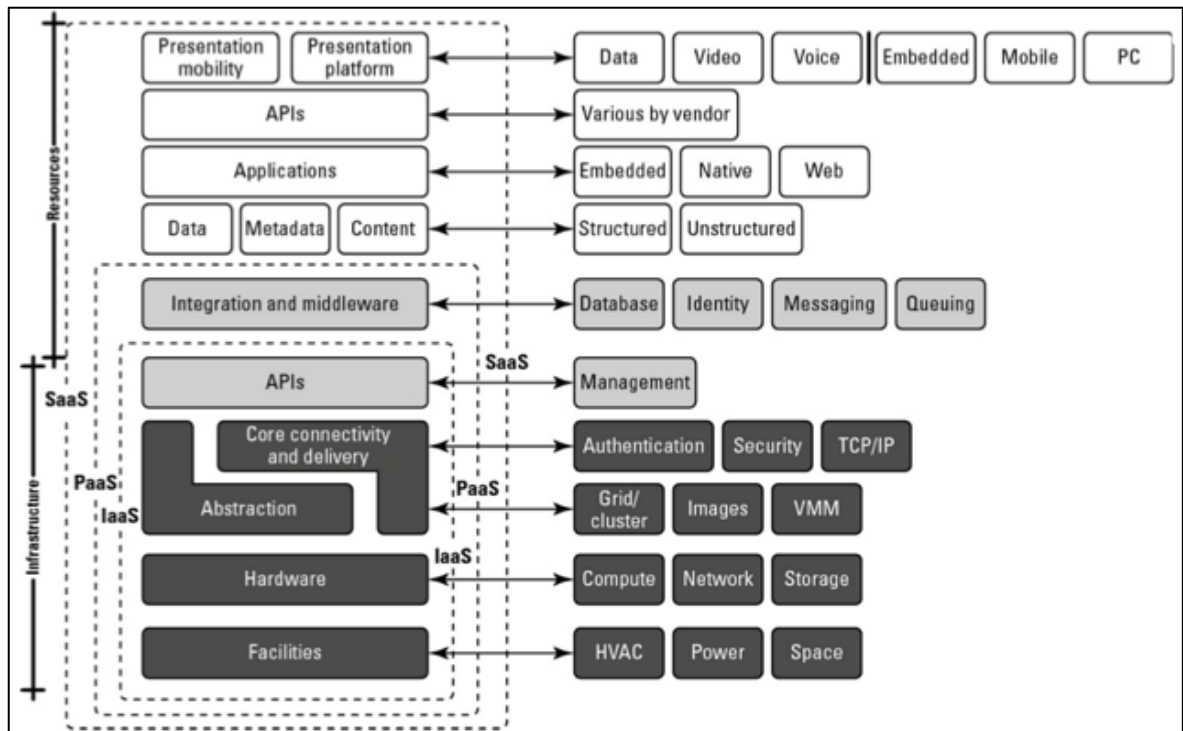 Resources
Presentation mobility
Presentation platform
Data
Video
Voice
Embedded
Mobile
PC
APIs
Various by vendor
Applications
Embedded
Native
Web
Data
Metadata
Content
Structured
Unstructured
Integration and middleware
Database
Identity
Messaging
Queuing
Infrastructure
APIs
SaaS
Management
SaaS
Core connectivity
and delivery
Authentication
Security
TCP/IP
PaaS
IaaS
Abstraction
PaaS
Grid/
cluster
Images
VMM
IaaS
Hardware
Compute
Network
Storage
Facilities
HVAC
Power
Space